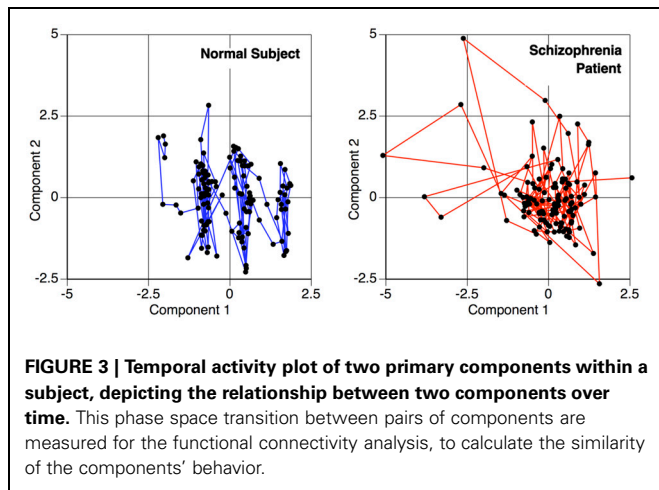 5
2.5
0
-2.5
-5
-2.5
0
2.5
Component 2
Component 1
Normal Subject
5
2.5
0
-2.5
-5
-2.5
0
2.5
Component 2
Component 1
Schizophrenia
Patient
FIGURE 3 | Temporal activity plot of two primary components within a
subject, depicting the relationship between two components over
time. This phase space transition between pairs of components are
measured for the functional connectivity analysis, to calculate the similarity
of the components' behavior.